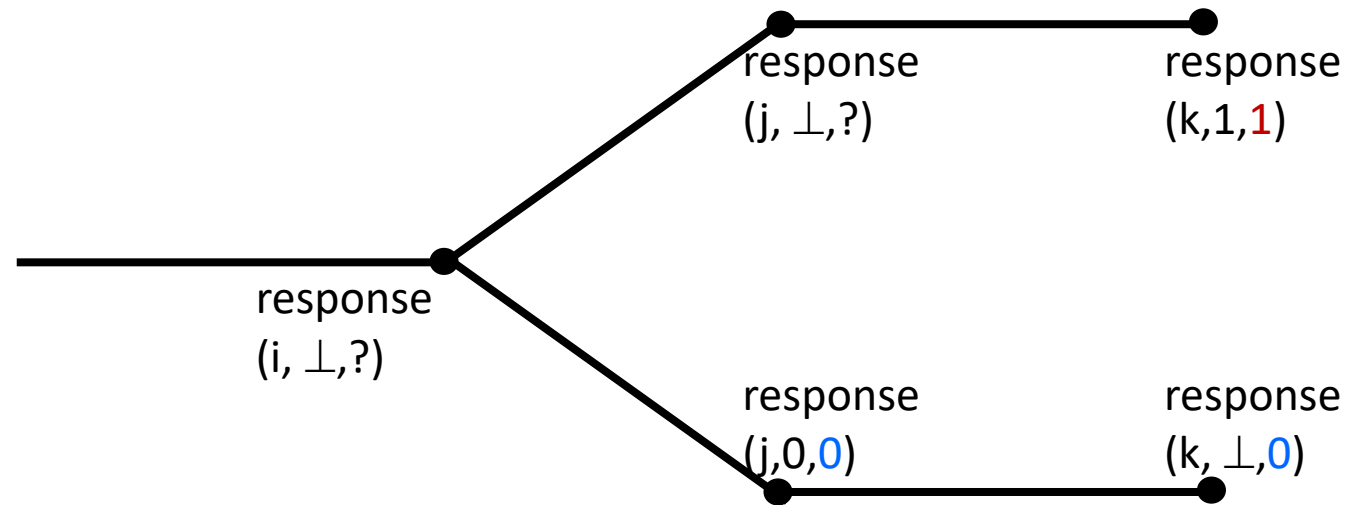 response
(j, ⊥,?)
response
(k,1,1)
response
(i, ⊥,?)
response
(j,0,0)
response
(k, ⊥,0)